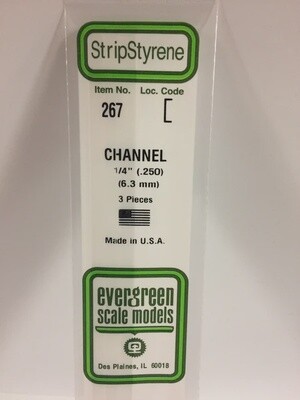 StripStyrene
Item No. Loc. Code
267
CHANNEL
1/4" (.250)
(6.3 mm)
3 Pieces
Made in U.S.A.
evergreen
scale models
Des Plaines, IL 60018